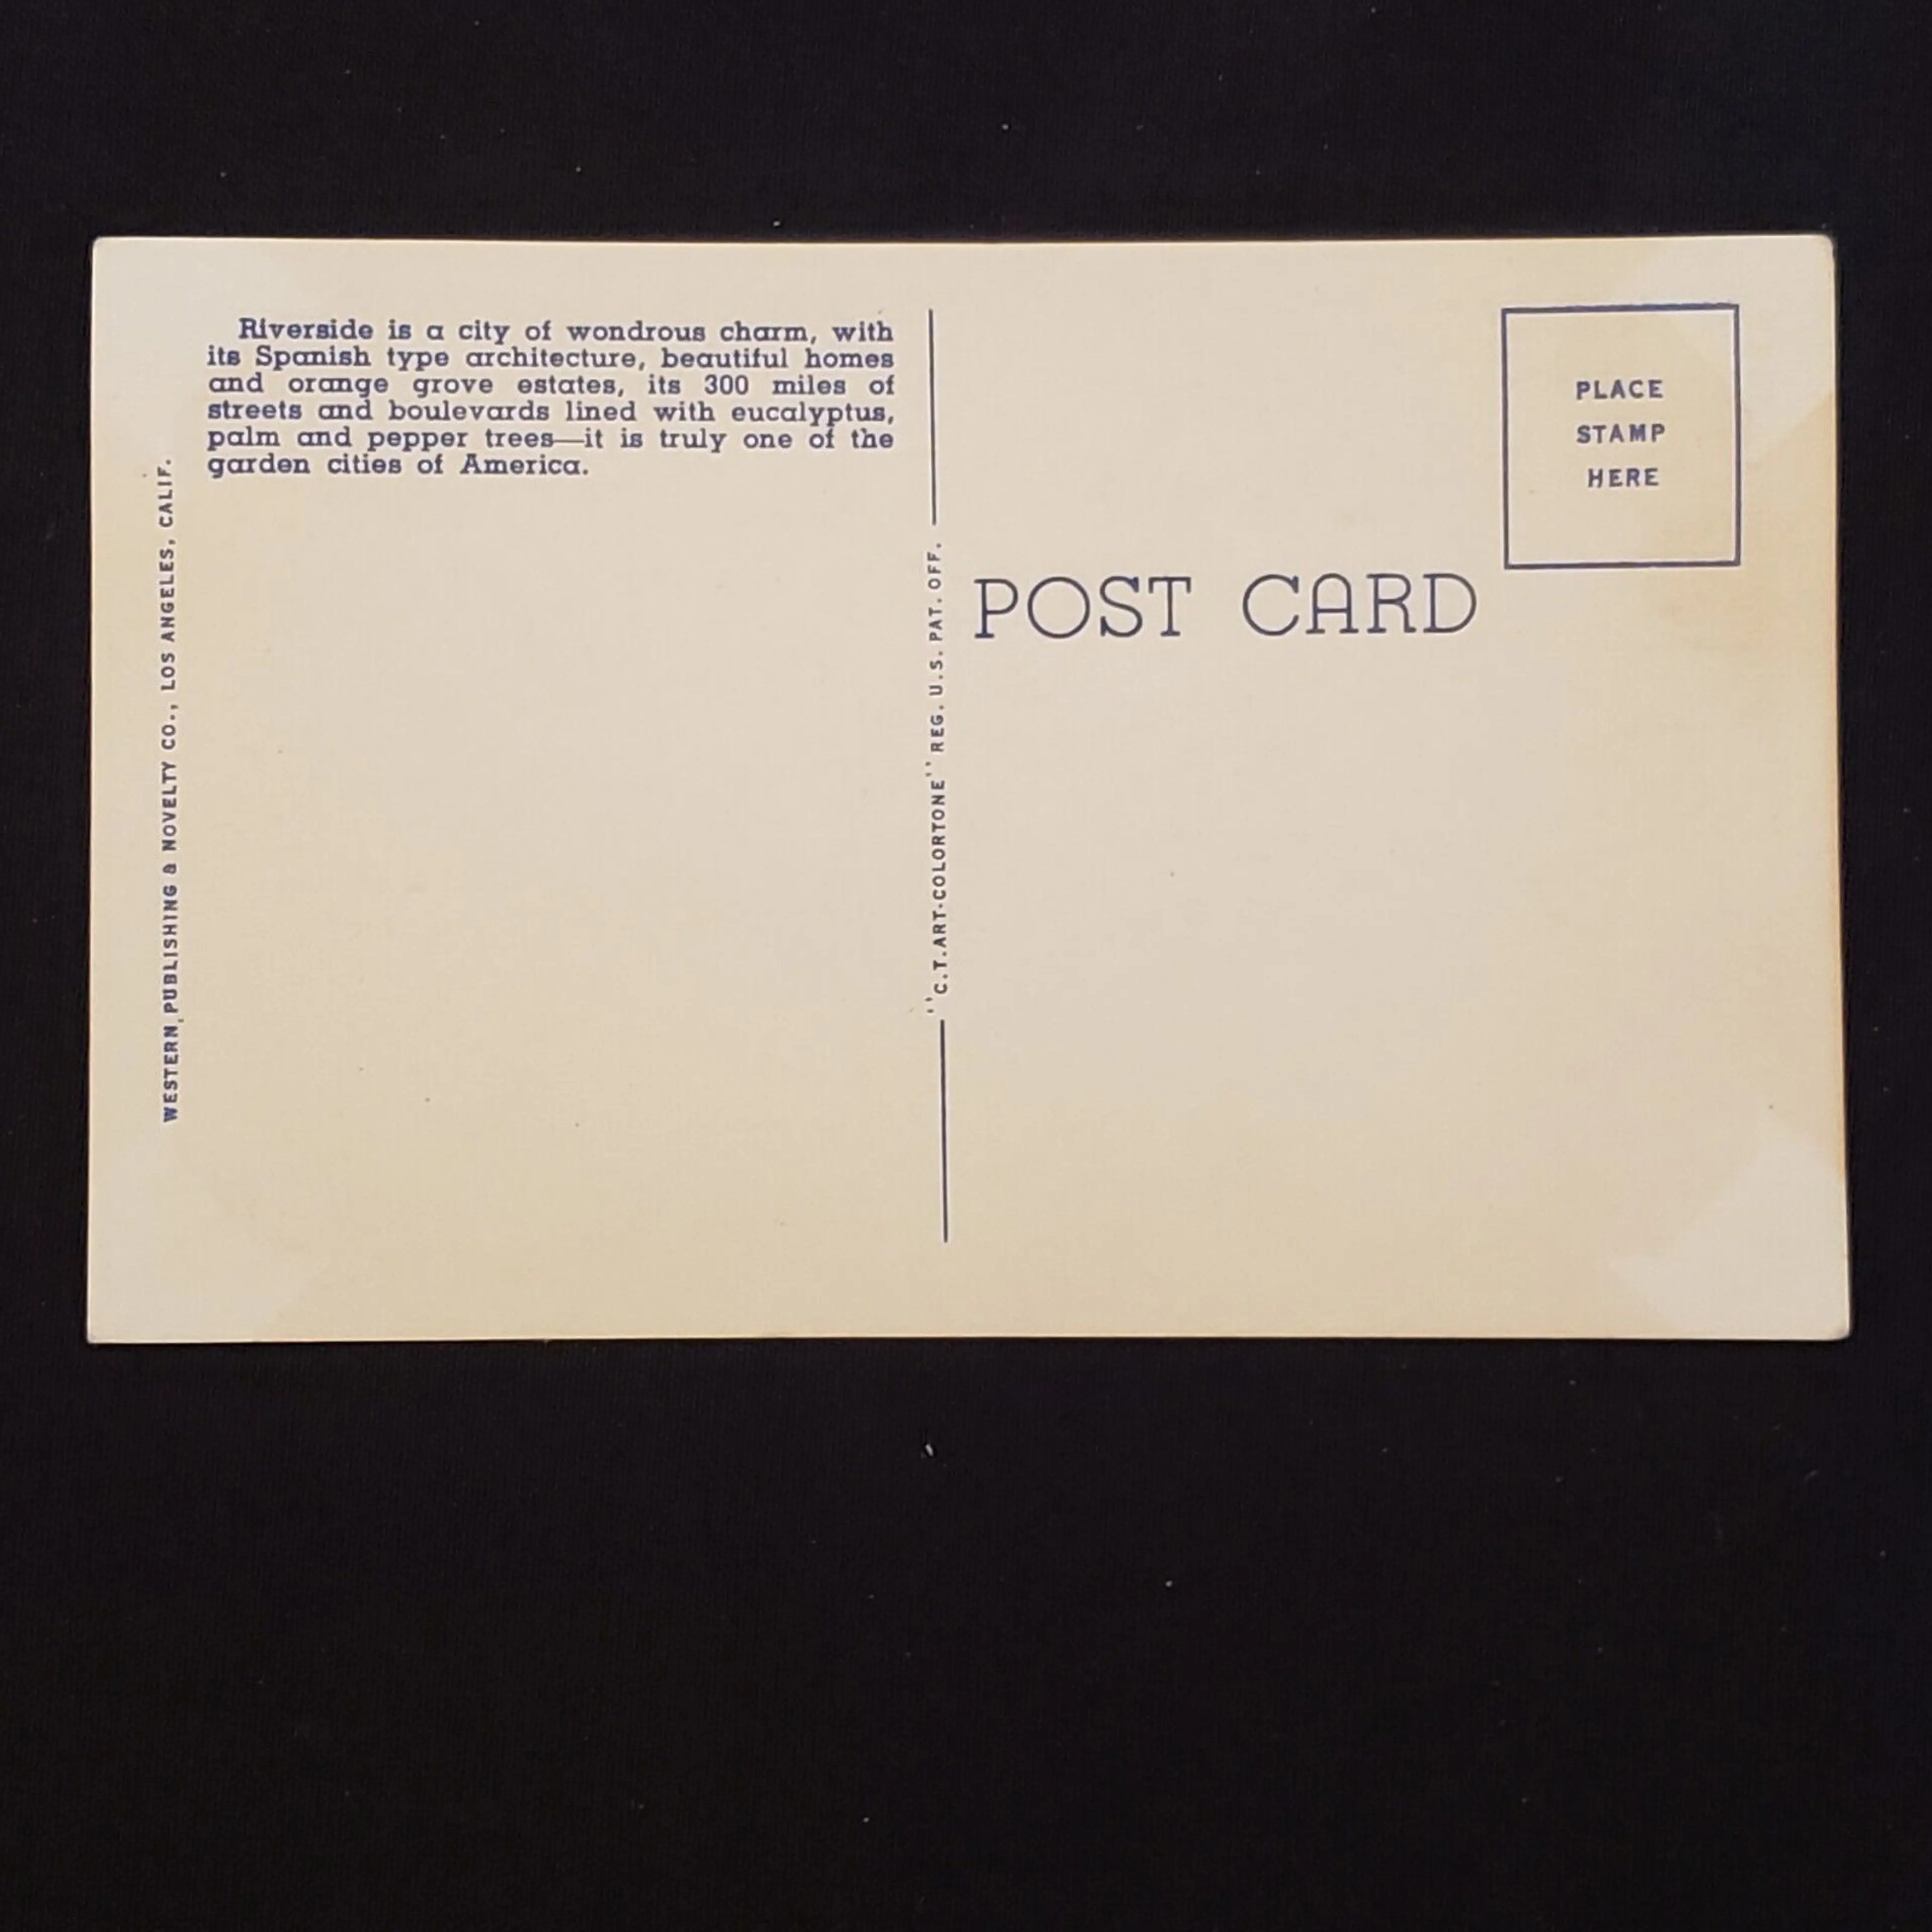 Riverside is a city of wondrous charm, with
its Spanish type architecture, beautiful homes
and orange grove estates, its 300 miles of
streets and boulevards lined with eucalyptus,
palm and pepper trees—it is truly one of the
garden cities of America.
WESTERN PUBLISHING & NOVELTY CO., LOS ANGELES, CALIF.
"C.T.ART-COLORTONE" REG. U.S. PAT. OFF.
POST CARD
PLACE
STAMP
HERE